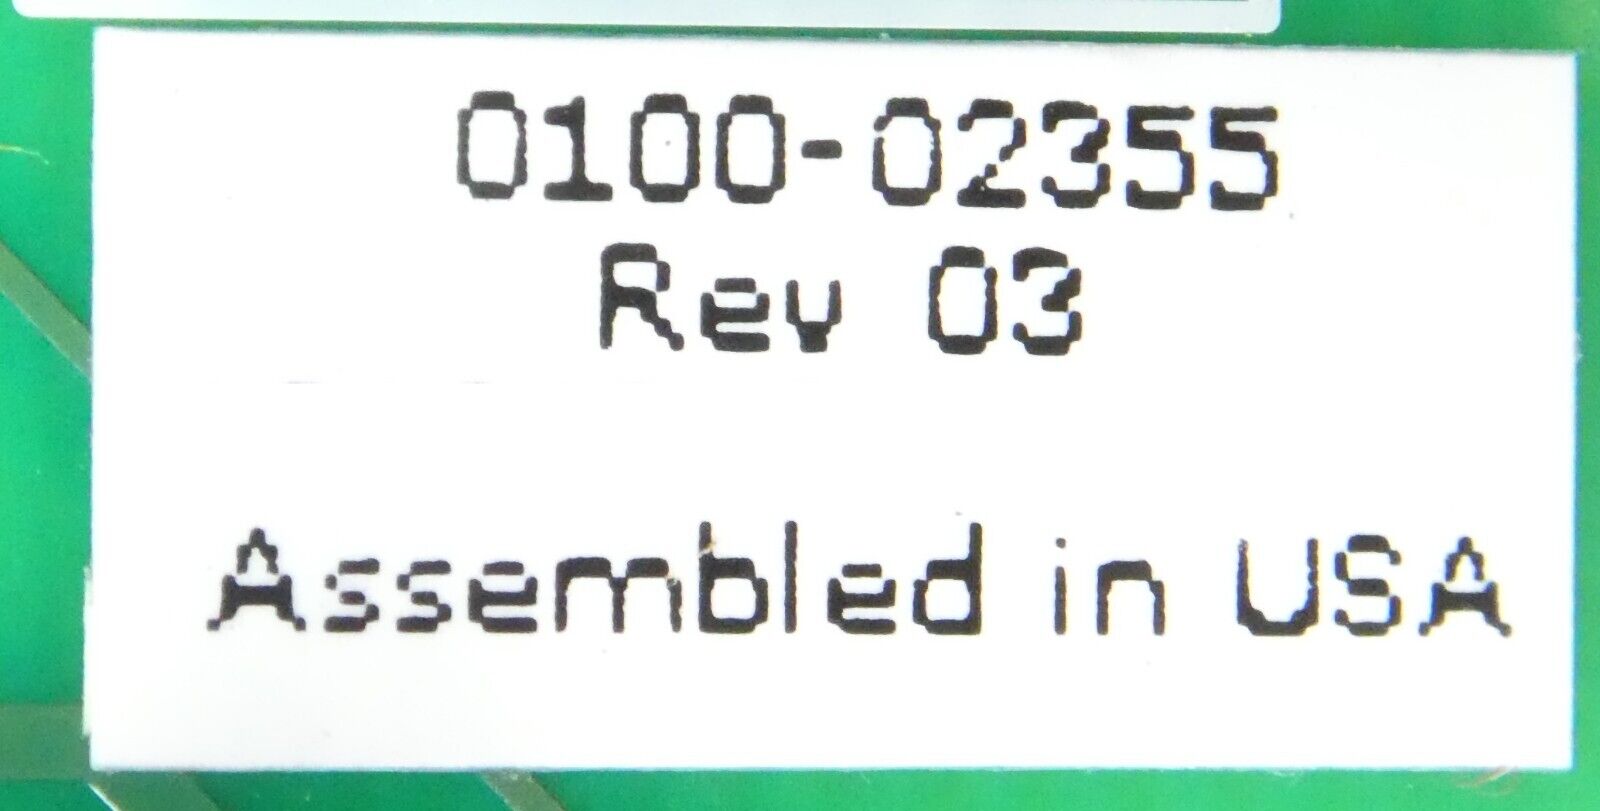 0100-02355
Rev 03
Assembled in USA